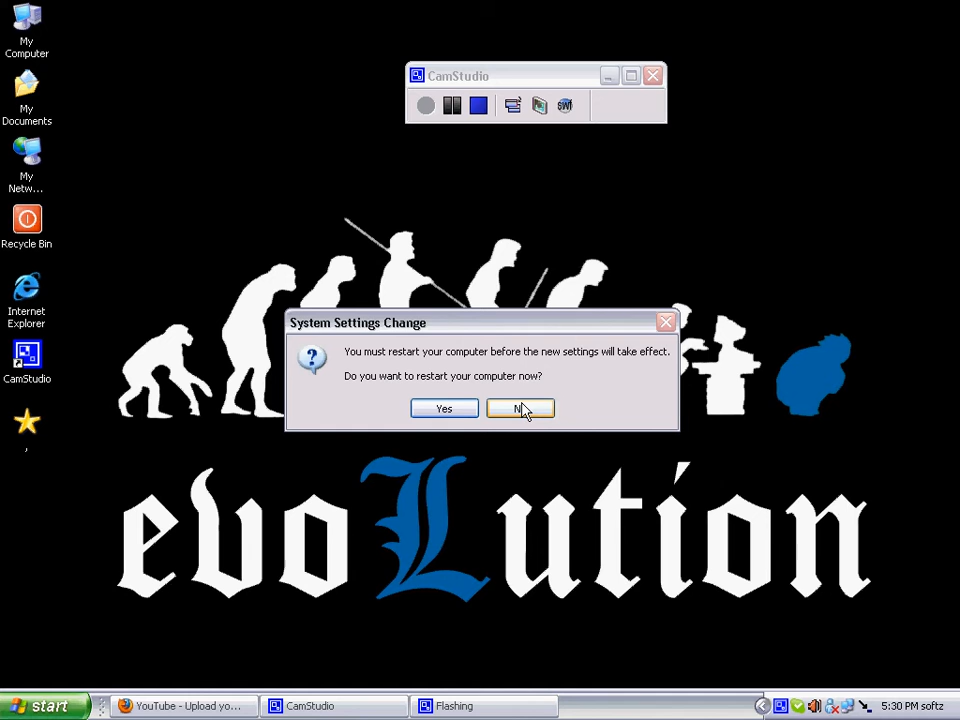 My
Computer
My
Documents
My
Netw...
Recycle Bin
Internet
Explorer
CamStudio
,
CamStudio
SWF
System Settings Change
You must restart your computer before the new settings will take effect.
Do you want to restart your computer now?
Yes
evoLution
start
YouTube - Upload yo...
CamStudio
Flashing
5:30 PM softz